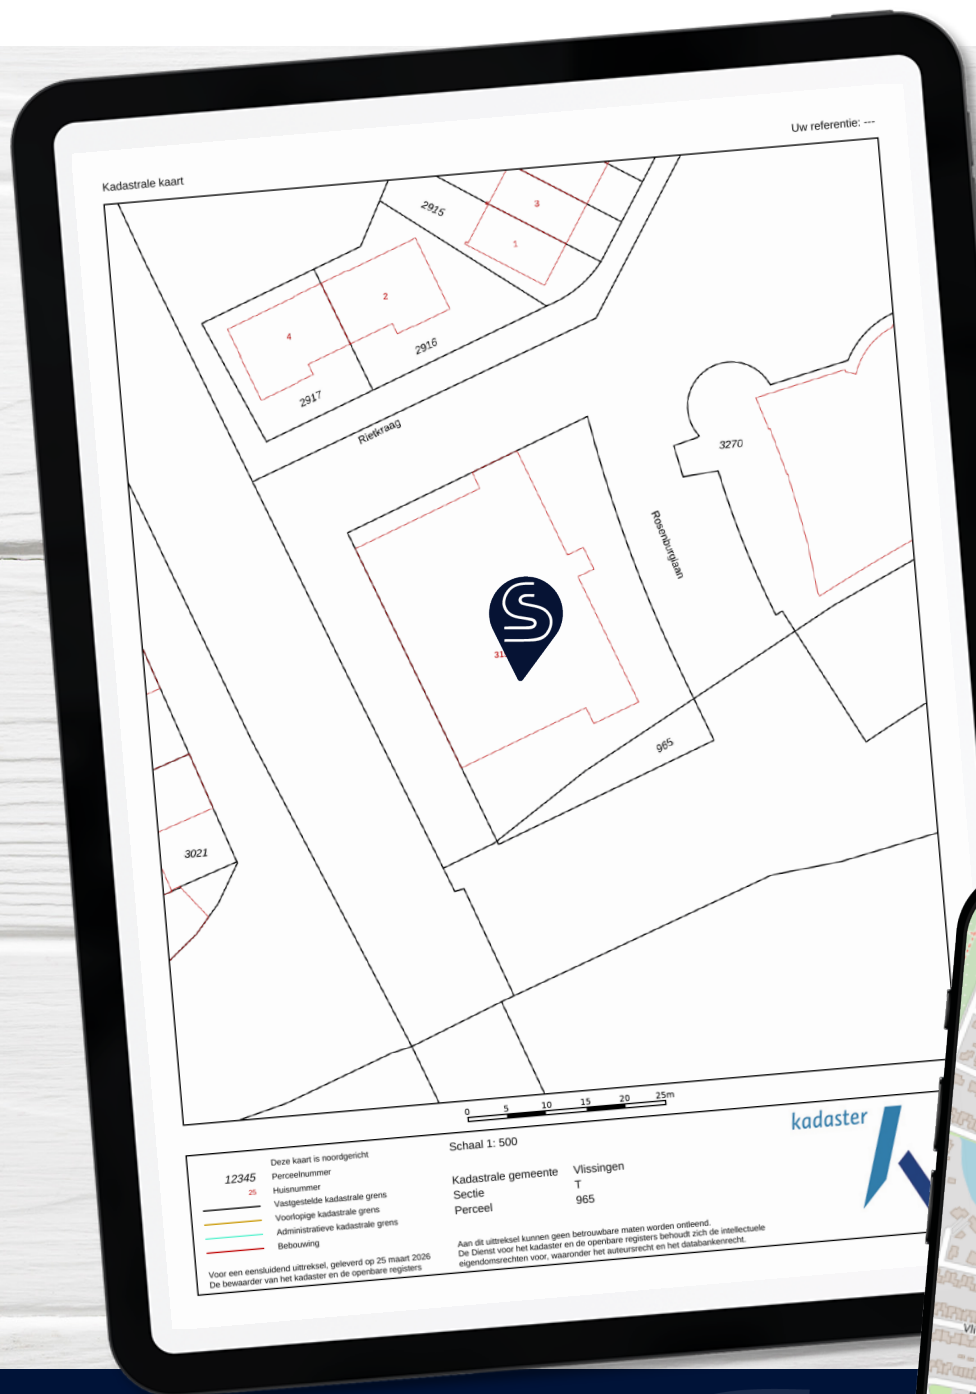 Uw referentie: ---
Kadastrale kaart
2915
3
1
2
4
2916
2917
Rietkraag
3270
Rosenburglaan
S
965
3021
0 5 10 15 20 25m
Schaal 1: 500
kadaster
Deze kaart is noordgericht
12345 Perceelnummer
25 Huisnummer
Vastgestelde kadastrale grens
Voorlopige kadastrale grens
Administratieve kadastrale grens
Bebouwing
Kadastrale gemeente Vlissingen
Sectie T
Perceel 965
Voor een eensluidend uittreksel, geleverd op 25 maart 2026
De bewaarder van het kadaster en de openbare registers
Aan dit uittreksel kunnen geen betrouwbare maten worden ontleend.
De Dienst voor het kadaster en de openbare registers behoudt zich de intellectuele
eigendomsrechten voor, waaronder het auteursrecht en het databankenrecht.